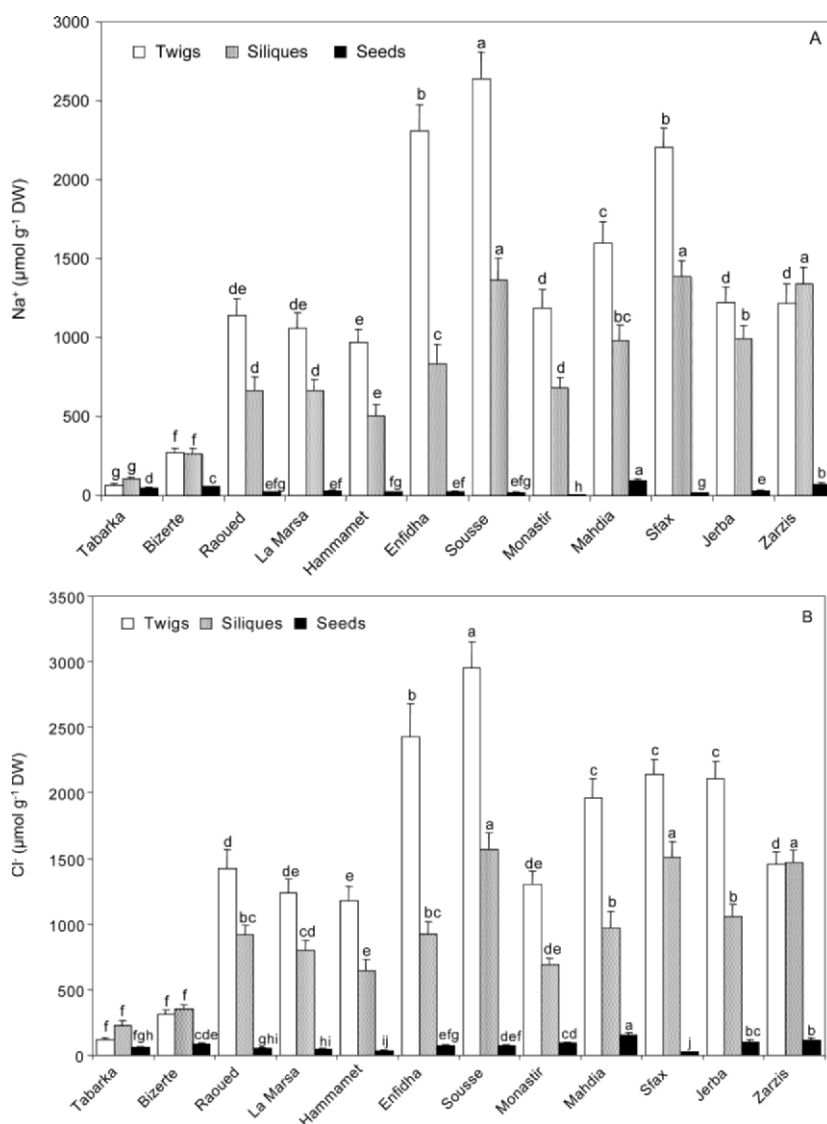 3000
A
Twigs Siliques Seeds
2500
2000
1500
1000
500
0
Na⁺ (µmol g⁻¹ DW)
g g d
f f c
de d efg
de d ef
e e fg
b c ef
a a efg
d d h
c bc a
b a g
d b e
d a b
Tabarka
Bizerte
Raoued
La Marsa
Hammamet
Enfidha
Sousse
Monastir
Mahdia
Sfax
Jerba
Zarzis
3500
B
Twigs Siliques Seeds
3000
2500
2000
1500
1000
500
0
Cl⁻ (µmol g⁻¹ DW)
f f fgh
f f cde
d bc ghi
de cd hi
e e ij
b bc efg
a a def
de de cd
c b a
c a j
c b bc
d a b
Tabarka
Bizerte
Raoued
La Marsa
Hammamet
Enfidha
Sousse
Monastir
Mahdia
Sfax
Jerba
Zarzis